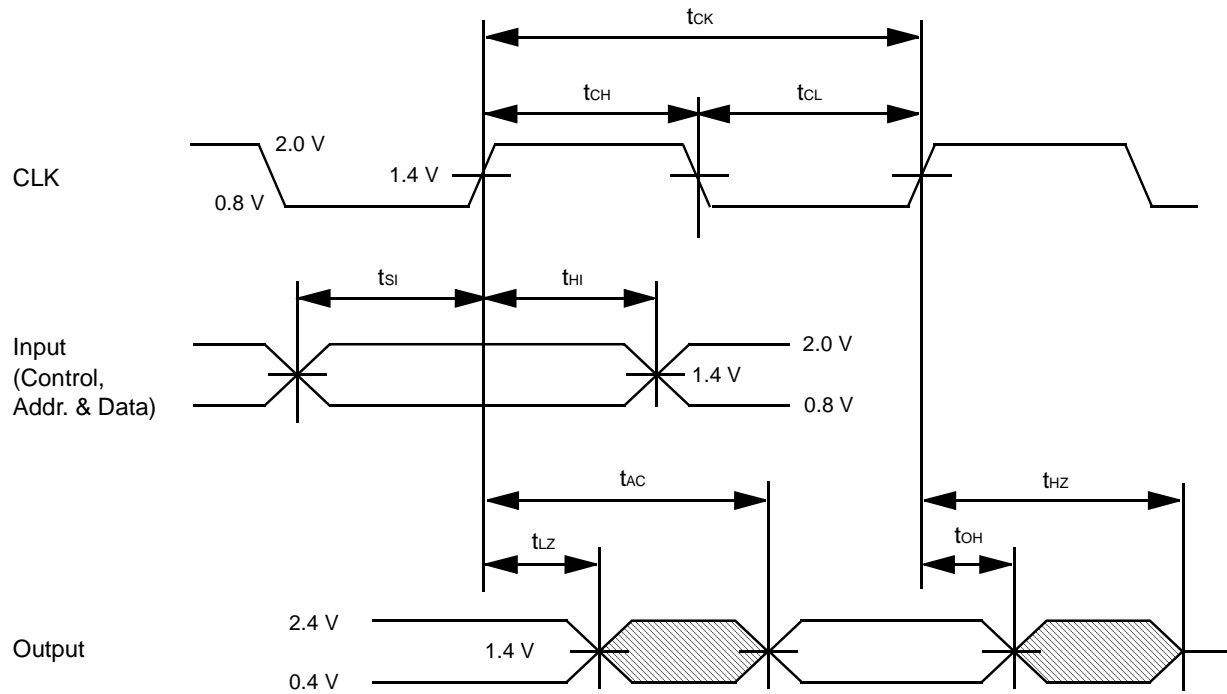 tCK
tCH
tCL
2.0 V
CLK
1.4 V
0.8 V
tSI
tHI
Input
(Control,
Addr. & Data)
2.0 V
1.4 V
0.8 V
tAC
tHZ
tLZ
tOH
2.4 V
Output
1.4 V
0.4 V